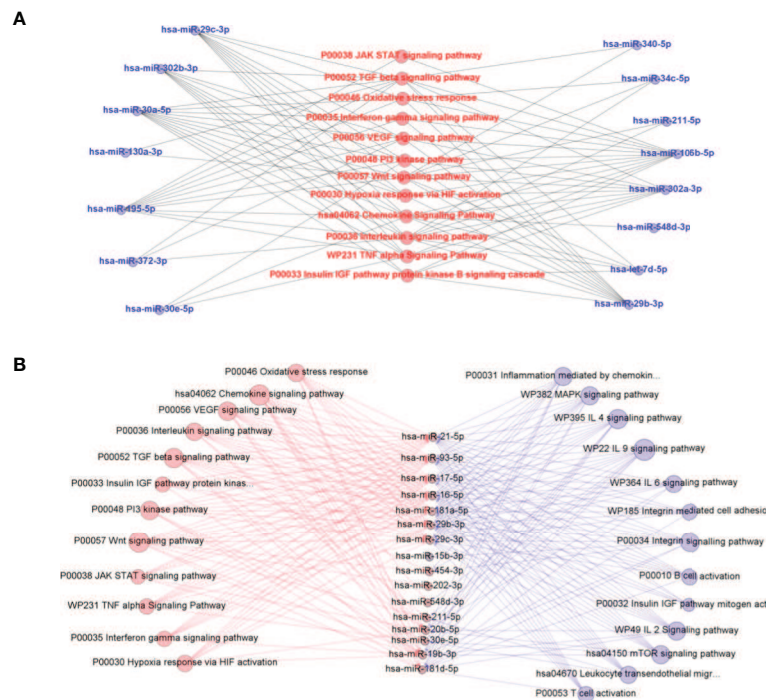 A
hsa-miR-29c-3p
hsa-miR-302b-3p
hsa-miR-30a-5p
hsa-miR-130a-3p
hsa-miR-495-5p
hsa-miR-372-3p
hsa-miR-30e-5p
P00038 JAK STAT signaling pathway
P00052 TGF beta signaling pathway
P00046 Oxidative stress response
P00035 Interferon gamma signaling pathway
P00056 VEGF signaling pathway
P00048 PI3 kinase pathway
P00057 Wnt signaling pathway
P00030 Hypoxia response via HIF activation
hsa04062 Chemokine Signaling Pathway
P00036 Interleukin signaling pathway
WP231 TNF alpha Signaling Pathway
P00033 Insulin IGF pathway protein kinase B signaling cascade
hsa-miR-340-5p
hsa-miR-34c-5p
hsa-miR-211-5p
hsa-miR-106b-5p
hsa-miR-302a-3p
hsa-miR-548d-3p
hsa-let-7d-5p
hsa-miR-29b-3p
B
P00046 Oxidative stress response
hsa04062 Chemokine signaling pathway
P00056 VEGF signaling pathway
P00036 Interleukin signaling pathway
P00052 TGF beta signaling pathway
P00033 Insulin IGF pathway protein kinas...
P00048 PI3 kinase pathway
P00057 Wnt signaling pathway
P00038 JAK STAT signaling pathway
WP231 TNF alpha Signaling Pathway
P00035 Interferon gamma signaling pathway
P00030 Hypoxia response via HIF activation
hsa-miR-21-5p
hsa-miR-93-5p
hsa-miR-17-5p
hsa-miR-16-5p
hsa-miR-181a-5p
hsa-miR-29b-3p
hsa-miR-29c-3p
hsa-miR-15b-3p
hsa-miR-454-3p
hsa-miR-202-3p
hsa-miR-548d-3p
hsa-miR-211-5p
hsa-miR-20b-5p
hsa-miR-30e-5p
hsa-miR-19b-3p
hsa-miR-181d-5p
P00031 Inflammation mediated by chemokin...
WP382 MAPK signaling pathway
WP395 IL 4 signaling pathway
WP22 IL 9 signaling pathway
WP364 IL 6 signaling pathway
WP185 Integrin mediated cell adhesio
P00034 Integrin signalling pathway
P00010 B cell activation
P00032 Insulin IGF pathway mitogen act
WP49 IL 2 Signaling pathway
hsa04150 mTOR signaling pathway
hsa04670 Leukocyte transendothelial migr...
P00053 T cell activation